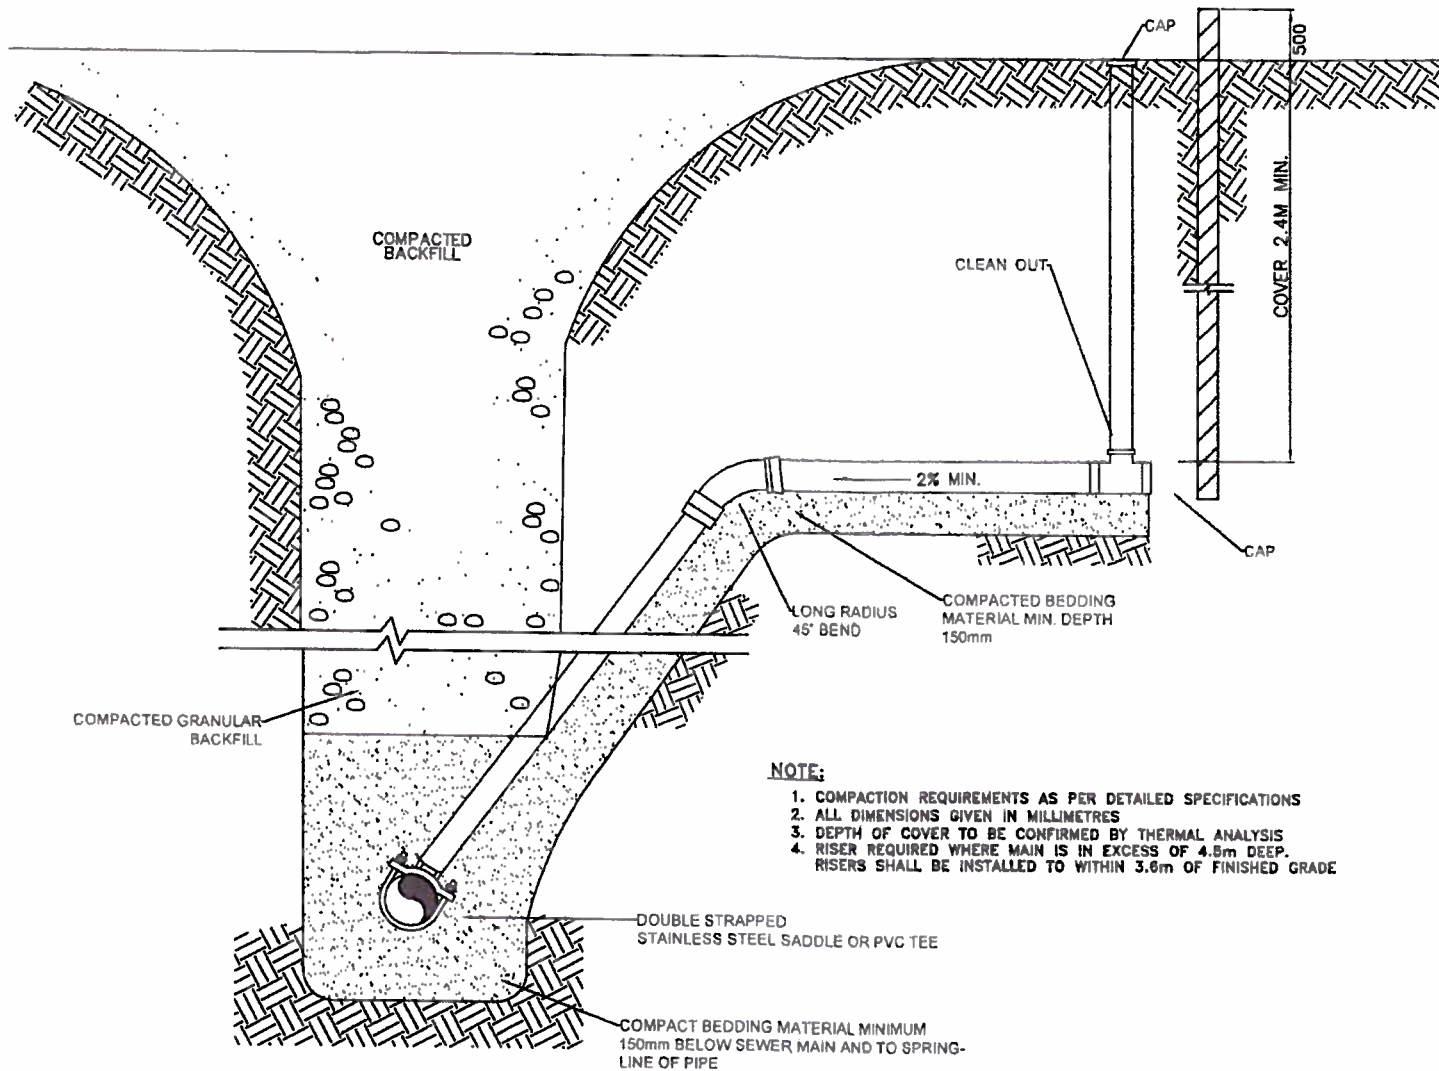 CAP
500
COMPACTED
BACKFILL
COVER 2.4M MIN.
CLEAN OUT
2% MIN.
CAP
LONG RADIUS
45° BEND
COMPACTED BEDDING
MATERIAL MIN. DEPTH
150mm
COMPACTED GRANULAR
BACKFILL
NOTE:
1. COMPACTION REQUIREMENTS AS PER DETAILED SPECIFICATIONS
2. ALL DIMENSIONS GIVEN IN MILLIMETRES
3. DEPTH OF COVER TO BE CONFIRMED BY THERMAL ANALYSIS
4. RISER REQUIRED WHERE MAIN IS IN EXCESS OF 4.5m DEEP.
RISERS SHALL BE INSTALLED TO WITHIN 3.6m OF FINISHED GRADE
DOUBLE STRAPPED
STAINLESS STEEL SADDLE OR PVC TEE
COMPACT BEDDING MATERIAL MINIMUM
150mm BELOW SEWER MAIN AND TO SPRING-
LINE OF PIPE